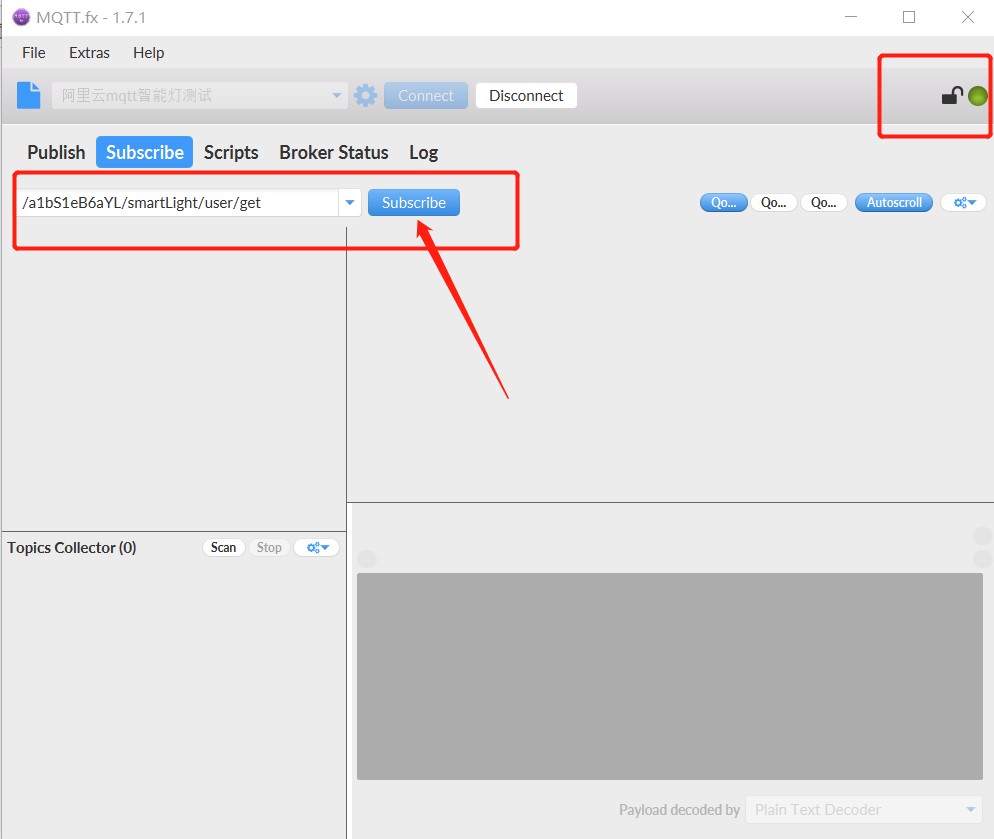 MQTT.fx - 1.7.1
File Extras Help
阿里云mqtt智能灯测试 Connect Disconnect
Publish Subscribe Scripts Broker Status Log
/a1bS1eB6aYL/smartLight/user/get Subscribe Qo... Qo... Qo... Autoscroll
Topics Collector (0) Scan Stop
Payload decoded by Plain Text Decoder